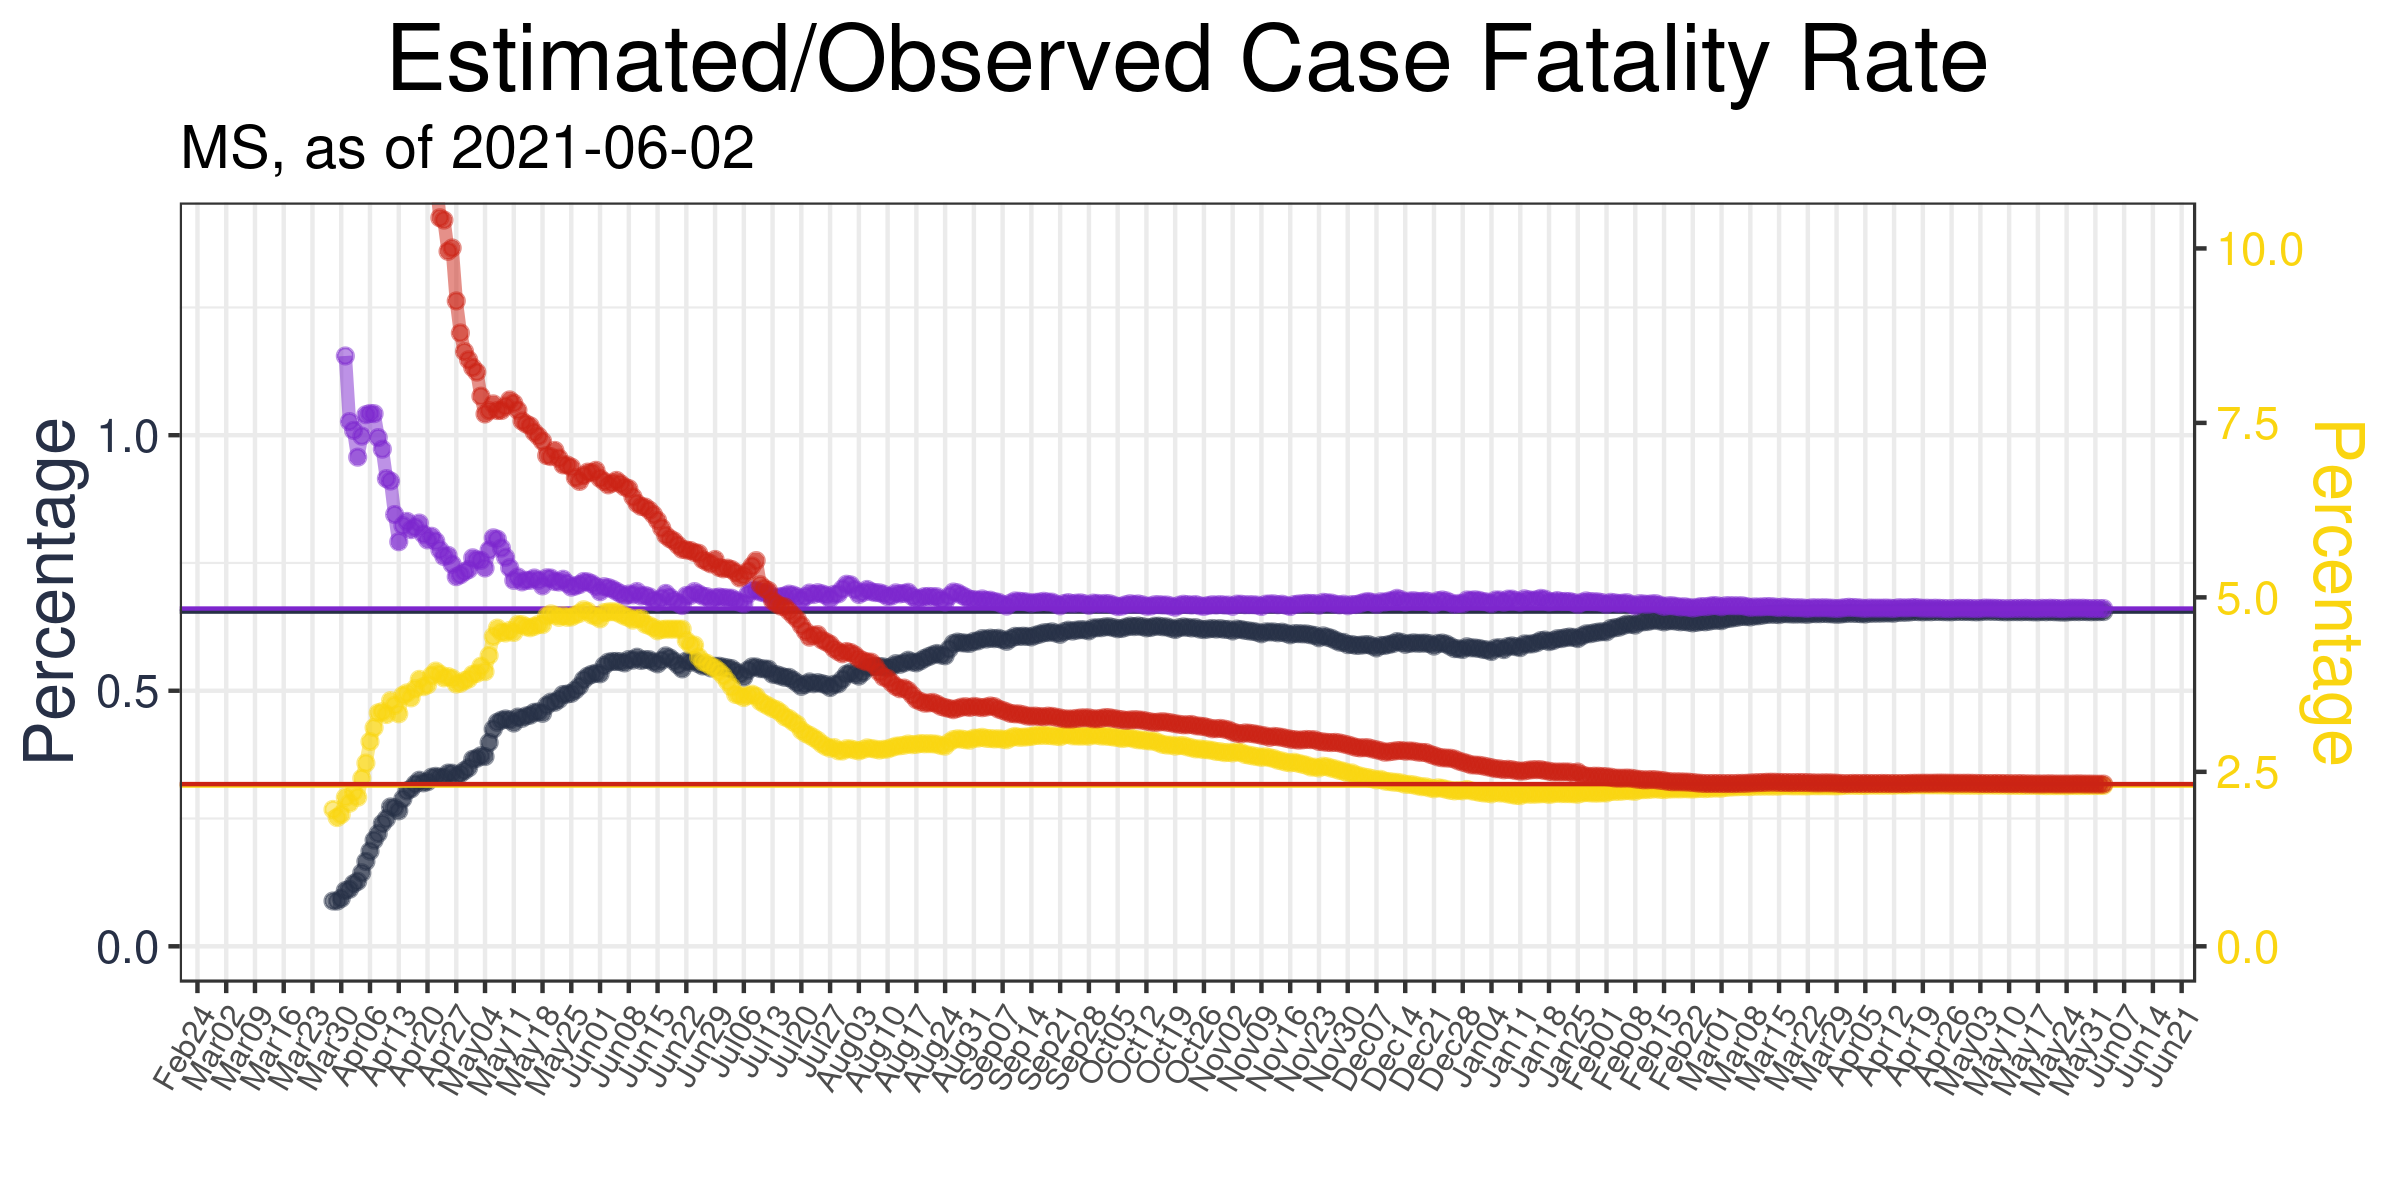 Estimated/Observed Case Fatality Rate
MS, as of 2021-06-02
Percentage
1.0
0.5
0.0
10.0
7.5
5.0
2.5
0.0
Percentage
Feb24
Mar02
Mar09
Mar16
Mar23
Mar30
Apr06
Apr13
Apr20
Apr27
May04
May11
May18
May25
Jun01
Jun08
Jun15
Jun22
Jun29
Jul06
Jul13
Jul20
Jul27
Aug03
Aug10
Aug17
Aug24
Aug31
Sep07
Sep14
Sep21
Sep28
Oct05
Oct12
Oct19
Oct26
Nov02
Nov09
Nov16
Nov23
Nov30
Dec07
Dec14
Dec21
Dec28
Jan04
Jan11
Jan18
Jan25
Feb01
Feb08
Feb15
Feb22
Mar01
Mar08
Mar15
Mar22
Mar29
Apr05
Apr12
Apr19
Apr26
May03
May10
May17
May24
May31
Jun07
Jun14
Jun21